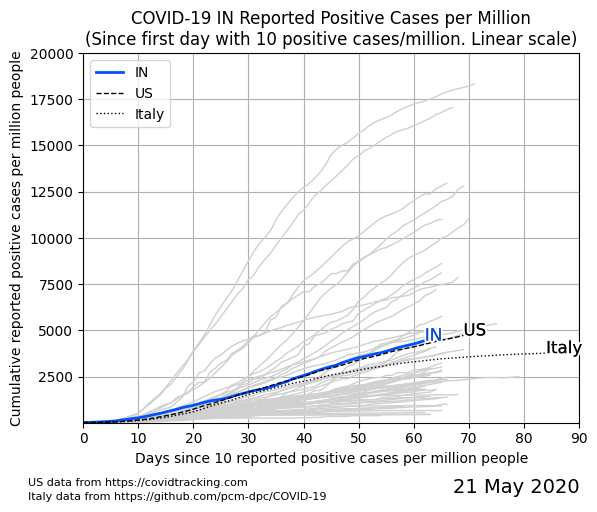 COVID-19 IN Reported Positive Cases per Million
(Since first day with 10 positive cases/million. Linear scale)
Cumulative reported positive cases per million people
20000
17500
15000
12500
10000
7500
5000
2500
IN
US
Italy
IN
US
Italy
0 10 20 30 40 50 60 70 80 90
Days since 10 reported positive cases per million people
US data from https://covidtracking.com
Italy data from https://github.com/pcm-dpc/COVID-19
21 May 2020